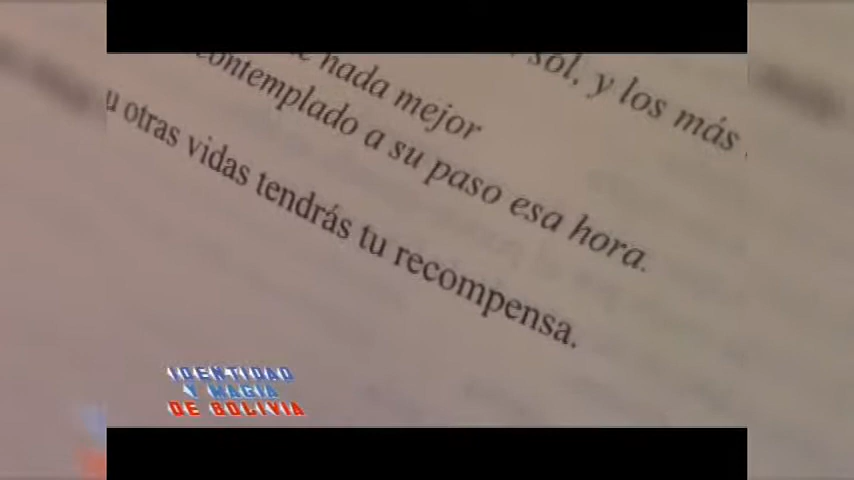 sol, y los más
nada mejor
contemplado a su paso esa hora.
otras vidas tendrás tu recompensa.
IDENTIDAD
Y MAGIA
DE BOLIVIA